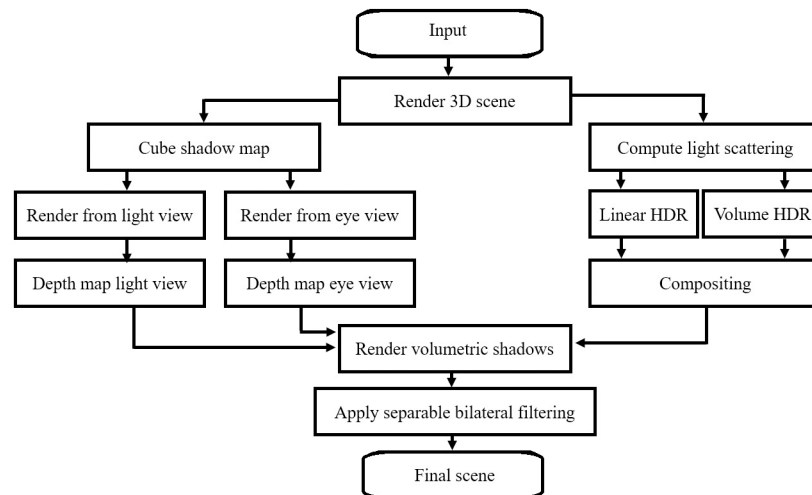 Input
Render 3D scene
Cube shadow map
Compute light scattering
Render from light view
Render from eye view
Linear HDR
Volume HDR
Depth map light view
Depth map eye view
Compositing
Render volumetric shadows
Apply separable bilateral filtering
Final scene